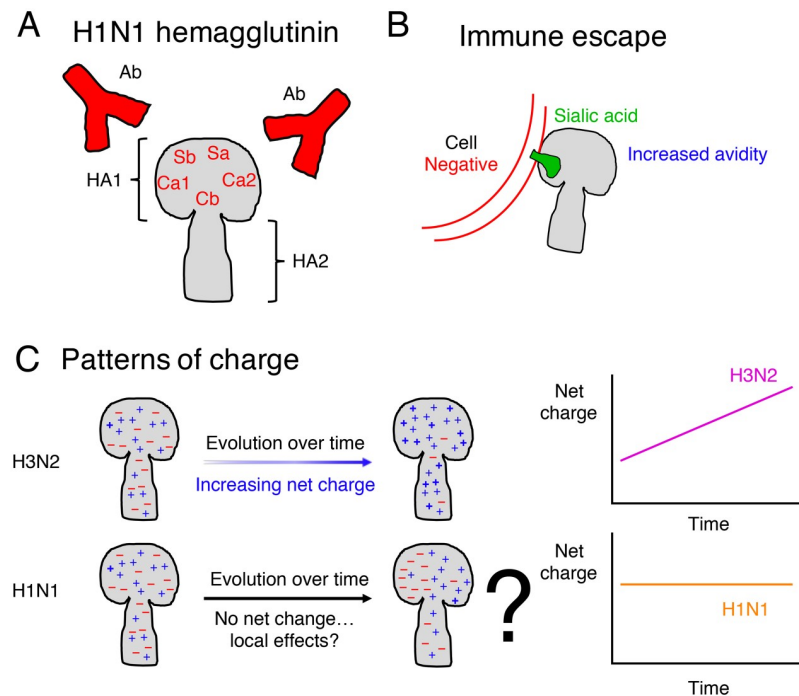 A H1N1 hemagglutinin
Ab
Ab
HA1
Sb Sa
Ca1 Ca2
Cb
HA2
B Immune escape
Sialic acid
Cell
Negative
Increased avidity
C Patterns of charge
H3N2
Evolution over time
Increasing net charge
Net
charge
H3N2
Time
H1N1
Evolution over time
No net change…
local effects?
?
Net
charge
H1N1
Time